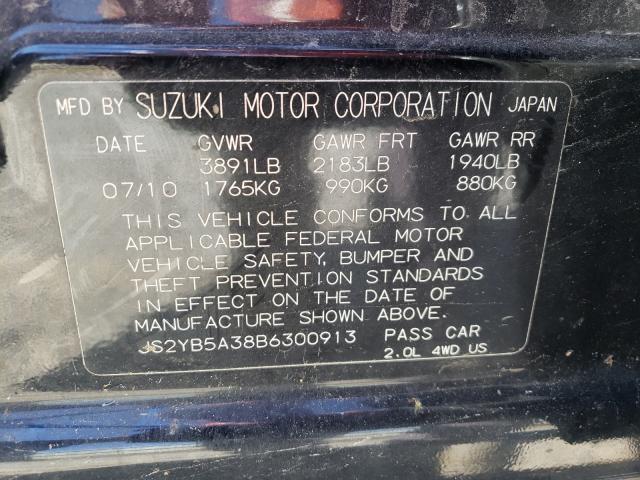 MFD BY SUZUKI MOTOR CORPORATION JAPAN
DATE GVWR GAWR FRT GAWR RR
3891LB 2183LB 1940LB
07/10 1765KG 990KG 880KG
THIS VEHICLE CONFORMS TO ALL
APPLICABLE FEDERAL MOTOR
VEHICLE SAFETY, BUMPER AND
THEFT PREVENTION STANDARDS
IN EFFECT ON THE DATE OF
MANUFACTURE SHOWN ABOVE.
JS2YB5A38B6300913 PASS CAR
2.0L 4WD US